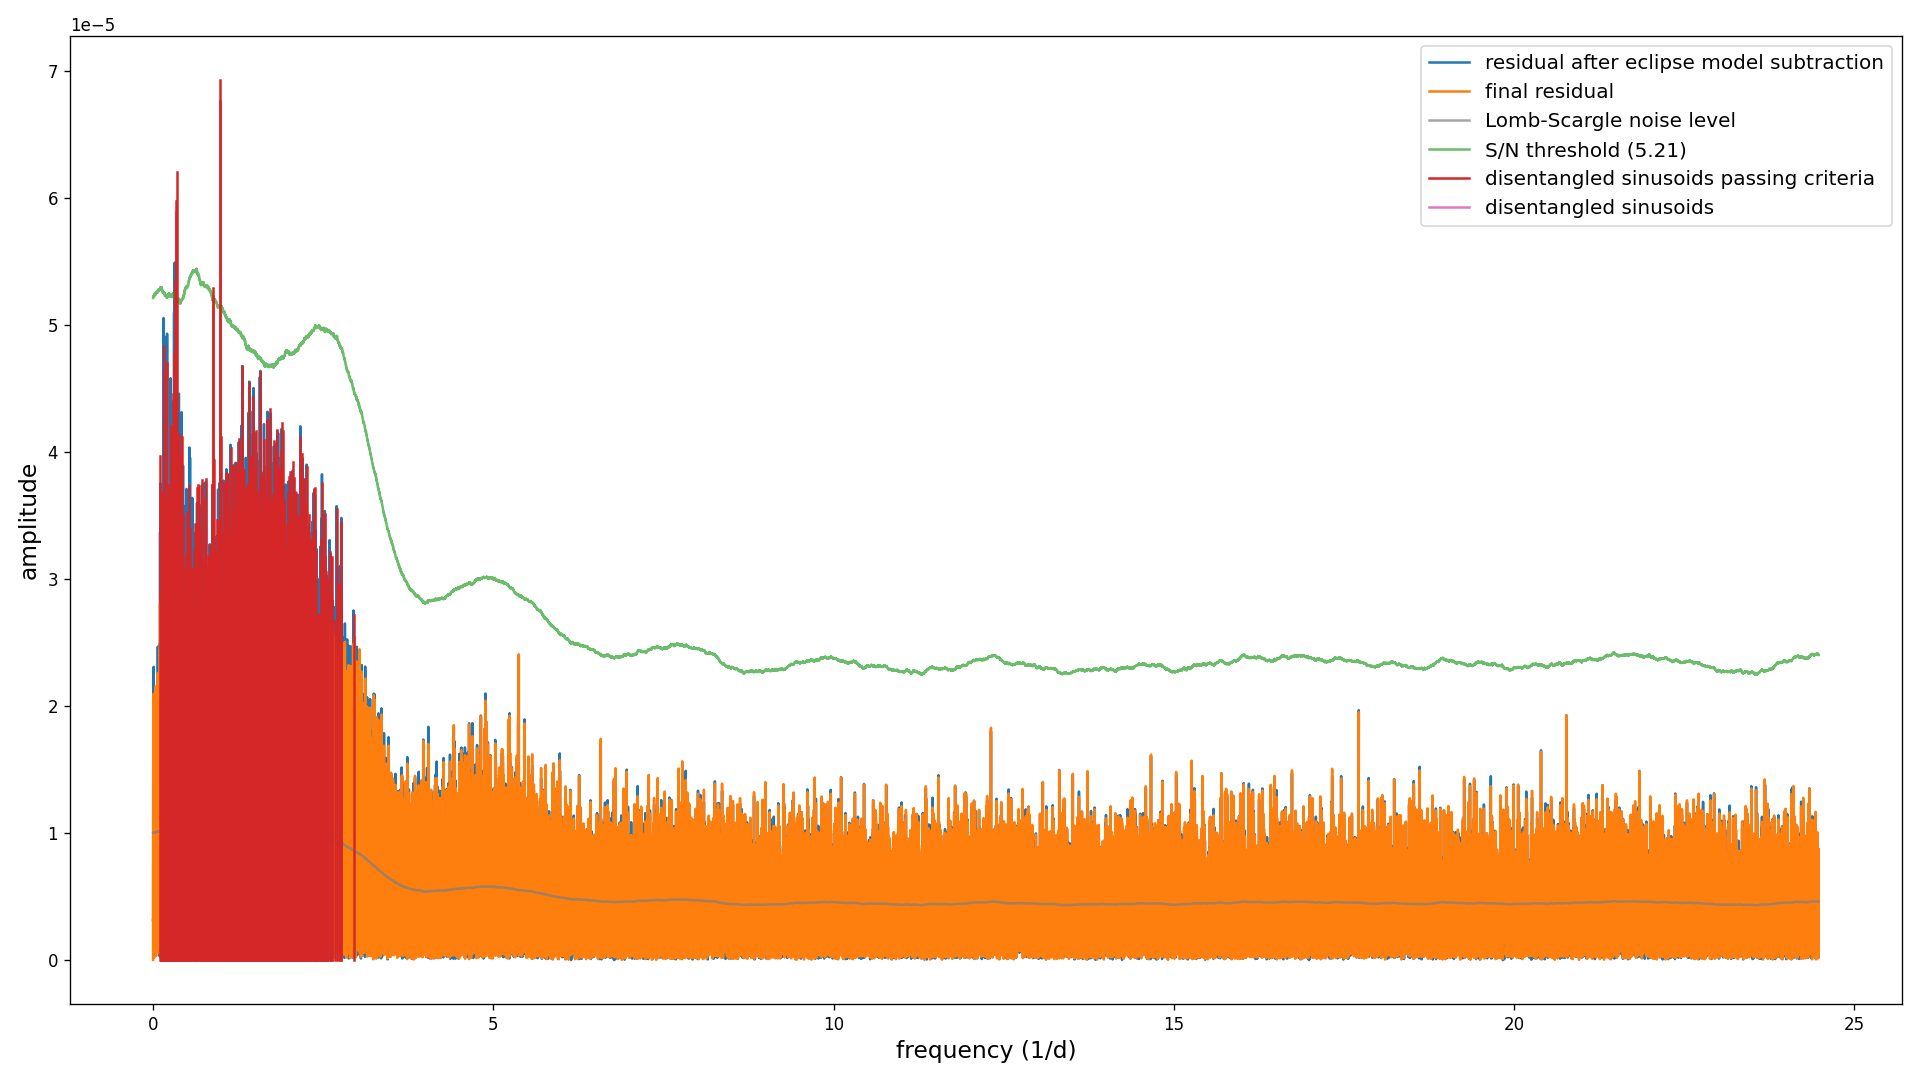 1e−5
7
6
5
4
3
2
1
0
amplitude
residual after eclipse model subtraction
final residual
Lomb-Scargle noise level
S/N threshold (5.21)
disentangled sinusoids passing criteria
disentangled sinusoids
0
5
10
15
20
25
frequency (1/d)